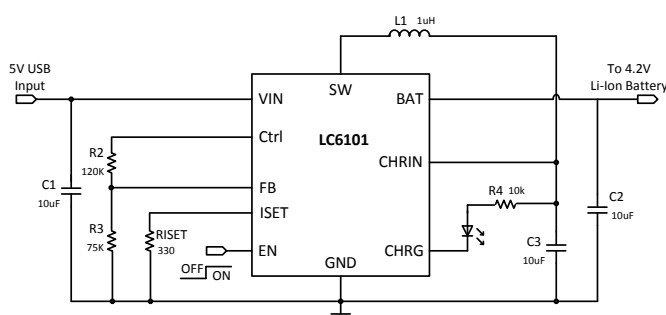 L1 1uH
5V USB
Input
To 4.2V
Li-Ion Battery
SW
VIN
BAT
LC6101
Ctrl
R2
120K
CHRIN
C1
10uF
FB
R4 10k
C2
10uF
ISET
R3
75K
RISET
330
EN
CHRG
C3
10uF
OFF
ON
GND